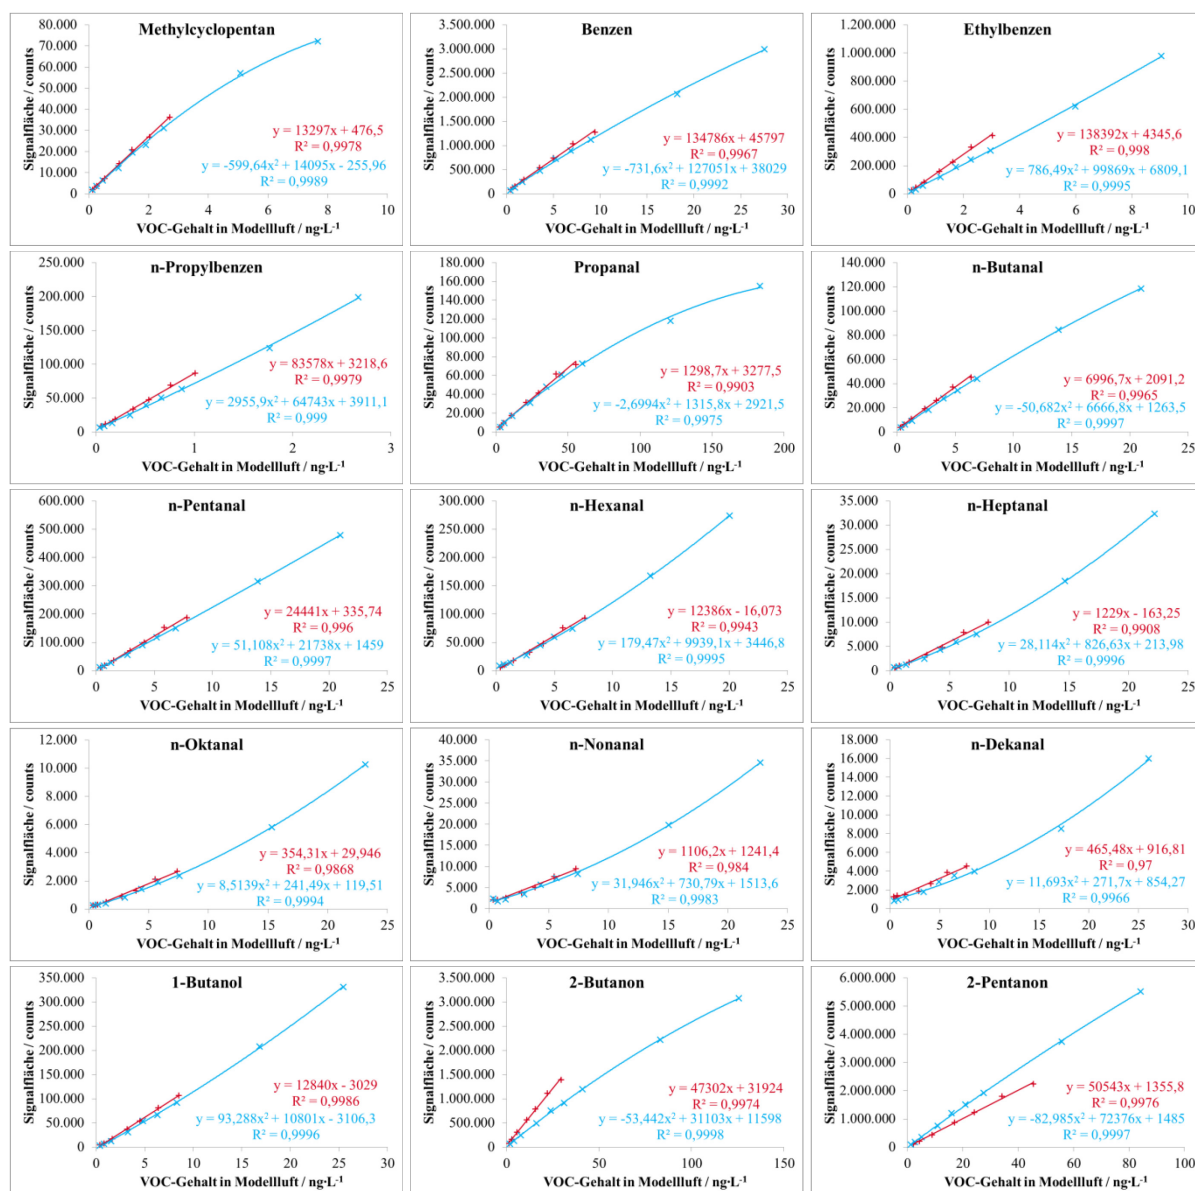 Methylcyclopentan
Signalfläche / counts
80.000
70.000
60.000
50.000
40.000
30.000
20.000
10.000
0
y = 13297x + 476,5
R² = 0,9978
y = -599,64x² + 14095x - 255,96
R² = 0,9989
0 2 4 6 8 10
VOC-Gehalt in Modellluft / ng·L⁻¹
Benzen
Signalfläche / counts
3.500.000
3.000.000
2.500.000
2.000.000
1.500.000
1.000.000
500.000
0
y = 134786x + 45797
R² = 0,9967
y = -731,6x² + 127051x + 38029
R² = 0,9992
0 5 10 15 20 25 30
VOC-Gehalt in Modellluft / ng·L⁻¹
Ethylbenzen
Signalfläche / counts
1.200.000
1.000.000
800.000
600.000
400.000
200.000
0
y = 138392x + 4345,6
R² = 0,998
y = 786,49x² + 99869x + 6809,1
R² = 0,9995
0 2 4 6 8 10
VOC-Gehalt in Modellluft / ng·L⁻¹
n-Propylbenzen
Signalfläche / counts
250.000
200.000
150.000
100.000
50.000
0
y = 83578x + 3218,6
R² = 0,9979
y = 2955,9x² + 64743x + 3911,1
R² = 0,999
0 1 2 3
VOC-Gehalt in Modellluft / ng·L⁻¹
Propanal
Signalfläche / counts
180.000
160.000
140.000
120.000
100.000
80.000
60.000
40.000
20.000
0
y = 1298,7x + 3277,5
R² = 0,9903
y = -2,6994x² + 1315,8x + 2921,5
R² = 0,9975
0 50 100 150 200
VOC-Gehalt in Modellluft / ng·L⁻¹
n-Butanal
Signalfläche / counts
140.000
120.000
100.000
80.000
60.000
40.000
20.000
0
y = 6996,7x + 2091,2
R² = 0,9965
y = -50,682x² + 6666,8x + 1263,5
R² = 0,9997
0 5 10 15 20 25
VOC-Gehalt in Modellluft / ng·L⁻¹
n-Pentanal
Signalfläche / counts
600.000
500.000
400.000
300.000
200.000
100.000
0
y = 24441x + 335,74
R² = 0,996
y = 51,108x² + 21738x + 1459
R² = 0,9997
0 5 10 15 20 25
VOC-Gehalt in Modellluft / ng·L⁻¹
n-Hexanal
Signalfläche / counts
300.000
250.000
200.000
150.000
100.000
50.000
0
y = 12386x - 16,073
R² = 0,9943
y = 179,47x² + 9939,1x + 3446,8
R² = 0,9995
0 5 10 15 20 25
VOC-Gehalt in Modellluft / ng·L⁻¹
n-Heptanal
Signalfläche / counts
35.000
30.000
25.000
20.000
15.000
10.000
5.000
0
y = 1229x - 163,25
R² = 0,9908
y = 28,114x² + 826,63x + 213,98
R² = 0,9996
0 5 10 15 20 25
VOC-Gehalt in Modellluft / ng·L⁻¹
n-Oktanal
Signalfläche / counts
12.000
10.000
8.000
6.000
4.000
2.000
0
y = 354,31x + 29,946
R² = 0,9868
y = 8,5139x² + 241,49x + 119,51
R² = 0,9994
0 5 10 15 20 25
VOC-Gehalt in Modellluft / ng·L⁻¹
n-Nonanal
Signalfläche / counts
40.000
35.000
30.000
25.000
20.000
15.000
10.000
5.000
0
y = 1106,2x + 1241,4
R² = 0,984
y = 31,946x² + 730,79x + 1513,6
R² = 0,9983
0 5 10 15 20 25
VOC-Gehalt in Modellluft / ng·L⁻¹
n-Dekanal
Signalfläche / counts
18.000
16.000
14.000
12.000
10.000
8.000
6.000
4.000
2.000
0
y = 465,48x + 916,81
R² = 0,97
y = 11,693x² + 271,7x + 854,27
R² = 0,9966
0 5 10 15 20 25 30
VOC-Gehalt in Modellluft / ng·L⁻¹
1-Butanol
Signalfläche / counts
350.000
300.000
250.000
200.000
150.000
100.000
50.000
0
y = 12840x - 3029
R² = 0,9986
y = 93,288x² + 10801x - 3106,3
R² = 0,9996
0 5 10 15 20 25 30
VOC-Gehalt in Modellluft / ng·L⁻¹
2-Butanon
Signalfläche / counts
3.500.000
3.000.000
2.500.000
2.000.000
1.500.000
1.000.000
500.000
0
y = 47302x + 31924
R² = 0,9974
y = -53,442x² + 31103x + 11598
R² = 0,9998
0 50 100 150
VOC-Gehalt in Modellluft / ng·L⁻¹
2-Pentanon
Signalfläche / counts
6.000.000
5.000.000
4.000.000
3.000.000
2.000.000
1.000.000
0
y = 50543x + 1355,8
R² = 0,9976
y = -82,985x² + 72376x + 1485
R² = 0,9997
0 20 40 60 80 100
VOC-Gehalt in Modellluft / ng·L⁻¹